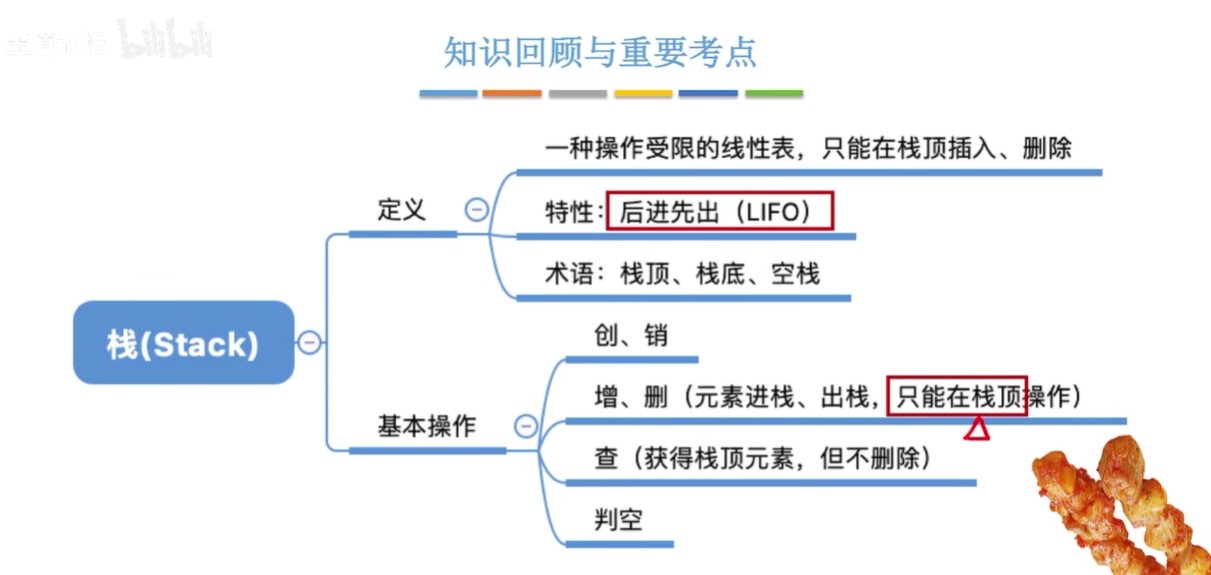 bilibili
知识回顾与重要考点
一种操作受限的线性表，只能在栈顶插入、删除
定义
特性：后进先出（LIFO）
术语：栈顶、栈底、空栈
栈(Stack)
创、销
增、删（元素进栈、出栈，只能在栈顶操作）
基本操作
查（获得栈顶元素，但不删除）
判空